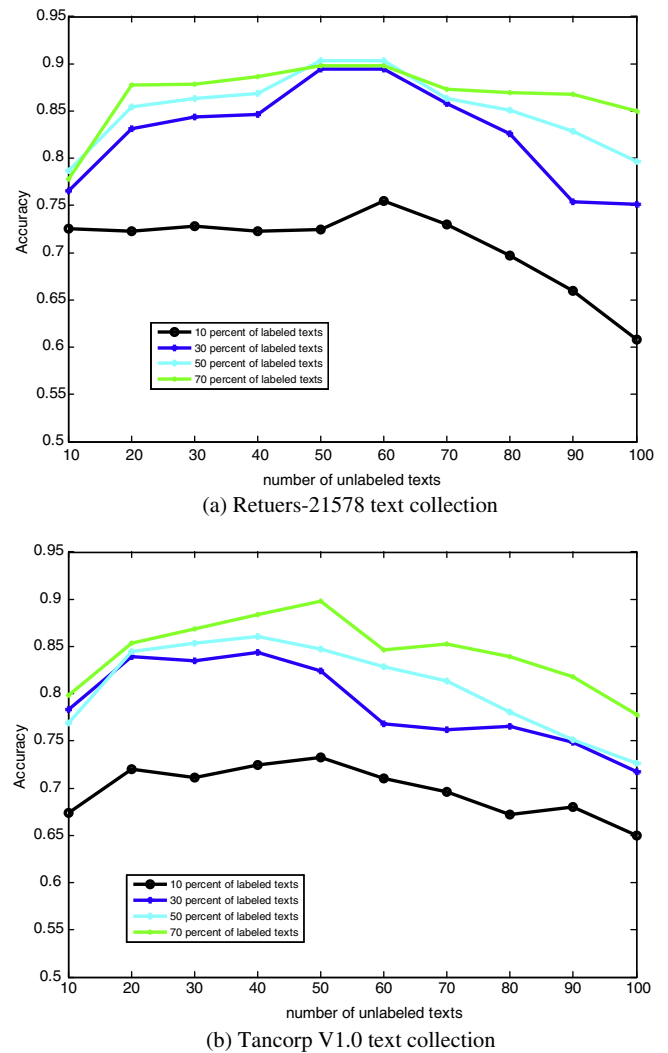 0.95
0.9
0.85
0.8
0.75
0.7
0.65
0.6
0.55
0.5
Accuracy
10 percent of labeled texts
30 percent of labeled texts
50 percent of labeled texts
70 percent of labeled texts
10 20 30 40 50 60 70 80 90 100
number of unlabeled texts
(a) Retuers-21578 text collection
0.95
0.9
0.85
0.8
0.75
0.7
0.65
0.6
0.55
0.5
Accuracy
10 percent of labeled texts
30 percent of labeled texts
50 percent of labeled texts
70 percent of labeled texts
10 20 30 40 50 60 70 80 90 100
number of unlabeled texts
(b) Tancorp V1.0 text collection